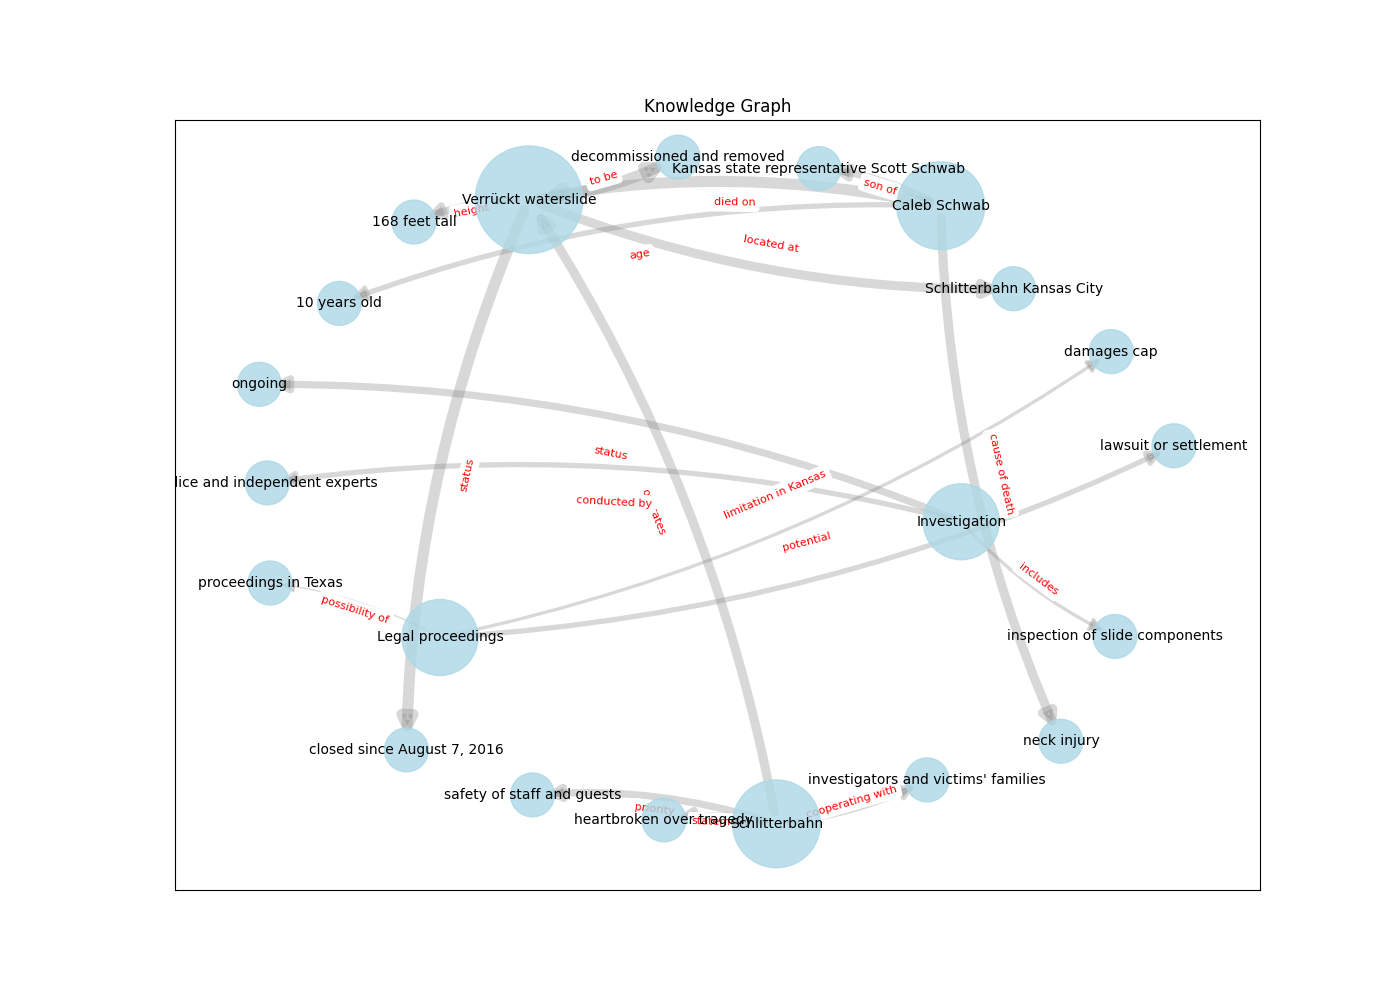 Knowledge Graph
decommissioned and removed
Kansas state representative Scott Schwab
to be
son of
Verrückt waterslide
died on
Caleb Schwab
height
168 feet tall
located at
age
Schlitterbahn Kansas City
10 years old
damages cap
ongoing
lawsuit or settlement
status
status
cause of death
lice and independent experts
limitation in Kansas
conducted by
Investigation
potential
includes
proceedings in Texas
possibility of
Legal proceedings
inspection of slide components
neck injury
closed since August 7, 2016
investigators and victims' families
safety of staff and guests
cooperating with
priority
heartbroken over tragedy
Schlitterbahn